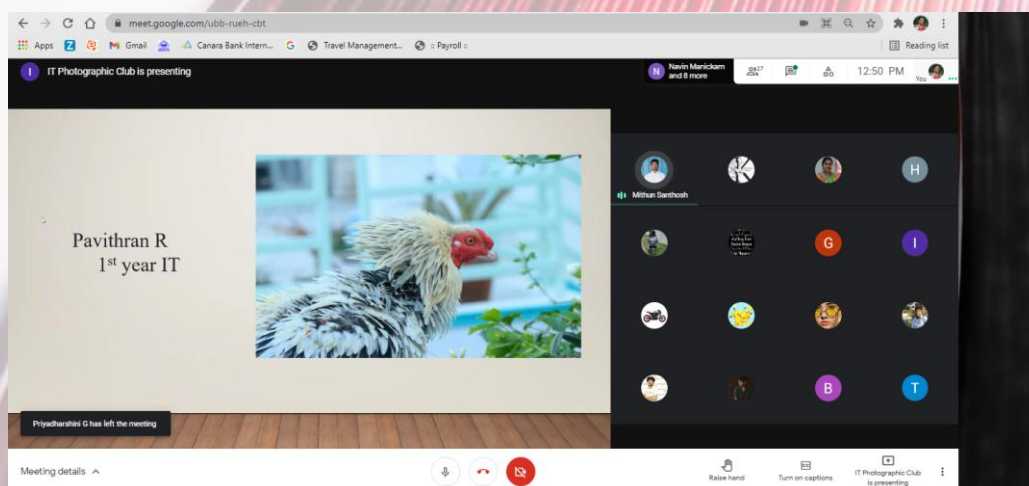 meet.google.com/ubb-rueh-cbt
Apps Z Gmail Canara Bank Intern... G Travel Management... :: Payroll :: Reading list
I IT Photographic Club is presenting
N Navin Manickam
and 8 more
27
12:50 PM
You
Pavithran R
1st year IT
Mithun Santhosh
H
G
I
B
T
Priyadharshini G has left the meeting
Meeting details
Raise hand
Turn on captions
IT Photographic Club
is presenting